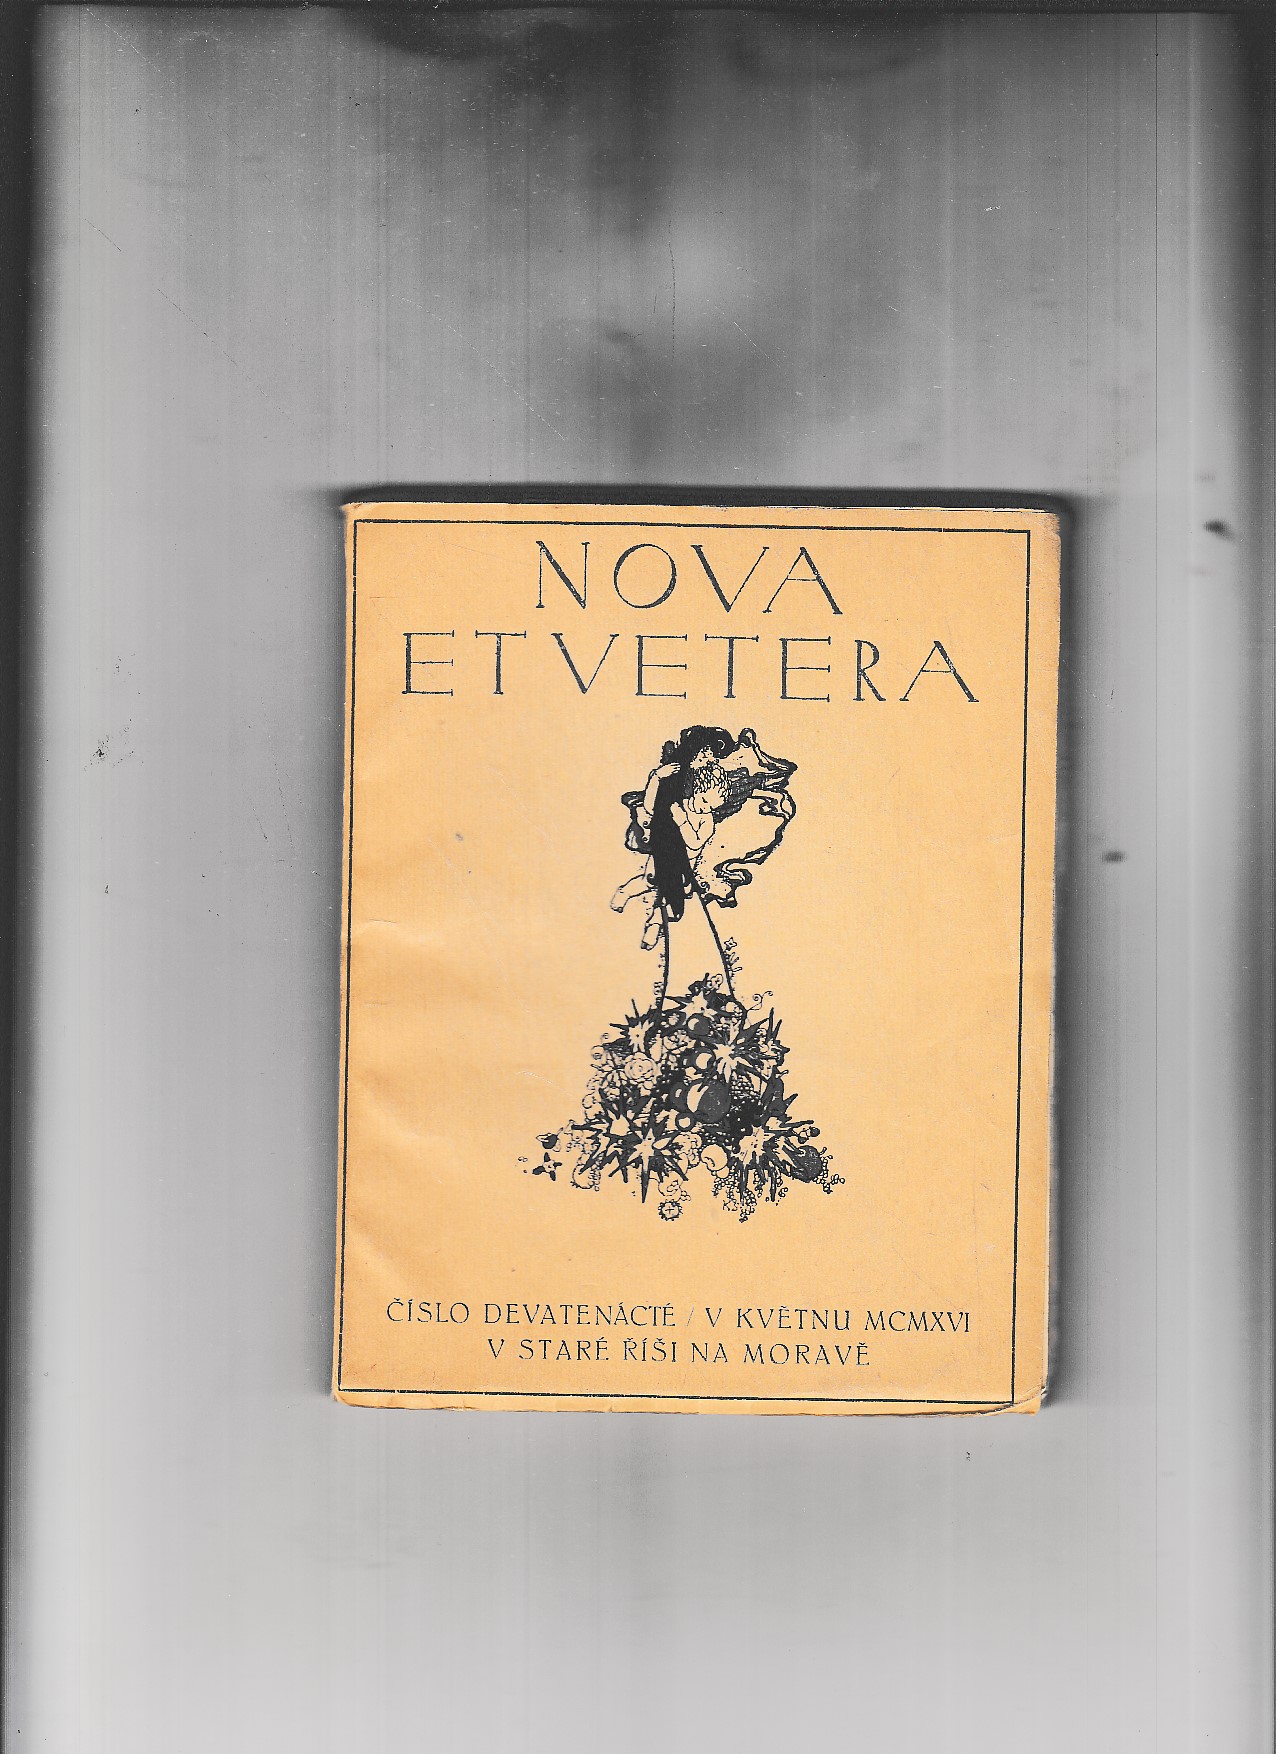 NOVA
ET VETERA
ČÍSLO DEVATENÁCTÉ / V KVĚTNU MCMXVI
V STARÉ ŘÍŠI NA MORAVĚ